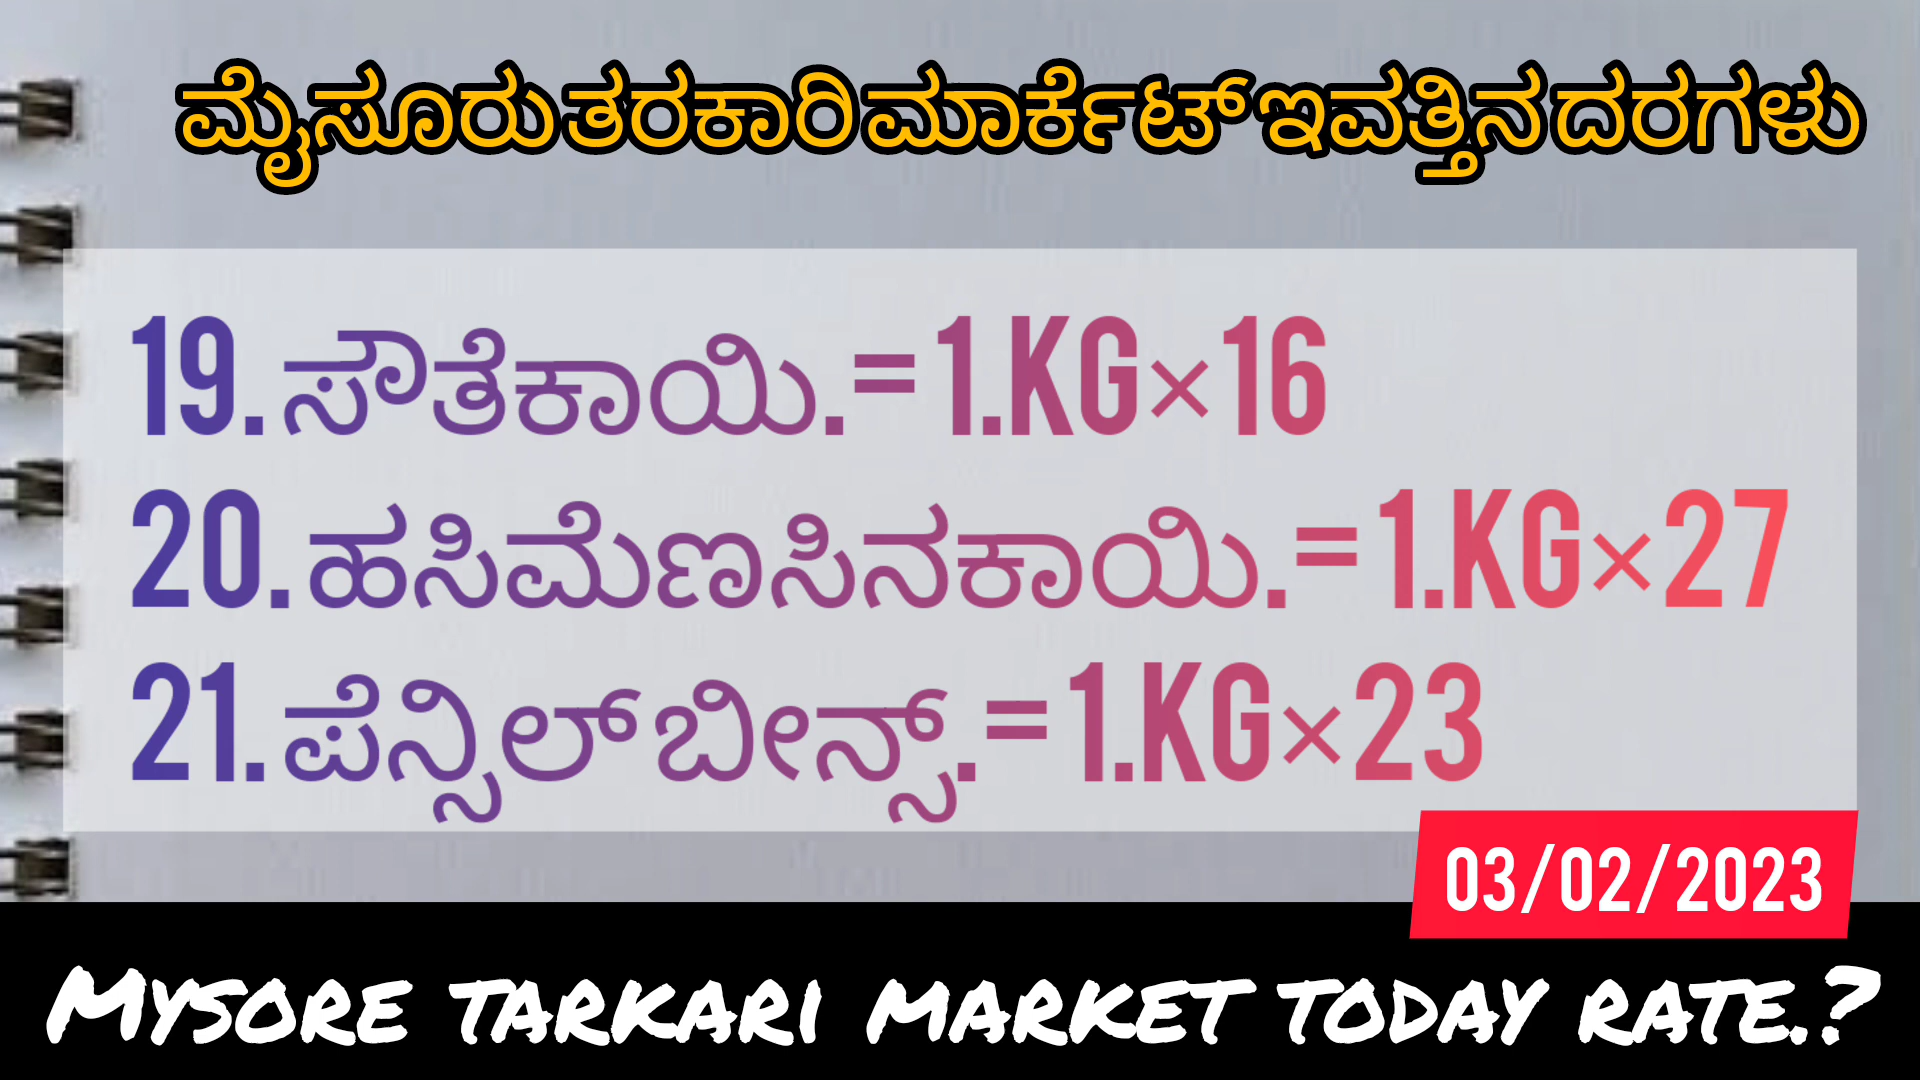 ಮೈಸೂರು ತರಕಾರಿ ಮಾರ್ಕೆಟ್ ಇವತ್ತಿನ ದರಗಳು
19. ಸೌತೆಕಾಯಿ.= 1.KG×16
20. ಹಸಿಮೆಣಸಿನಕಾಯಿ.= 1.KG×27
21. ಪೆನ್ಸಿಲ್ ಬೀನ್ಸ್.= 1.KG×23
03/02/2023
MYSORE TARKARI MARKET TODAY RATE.?